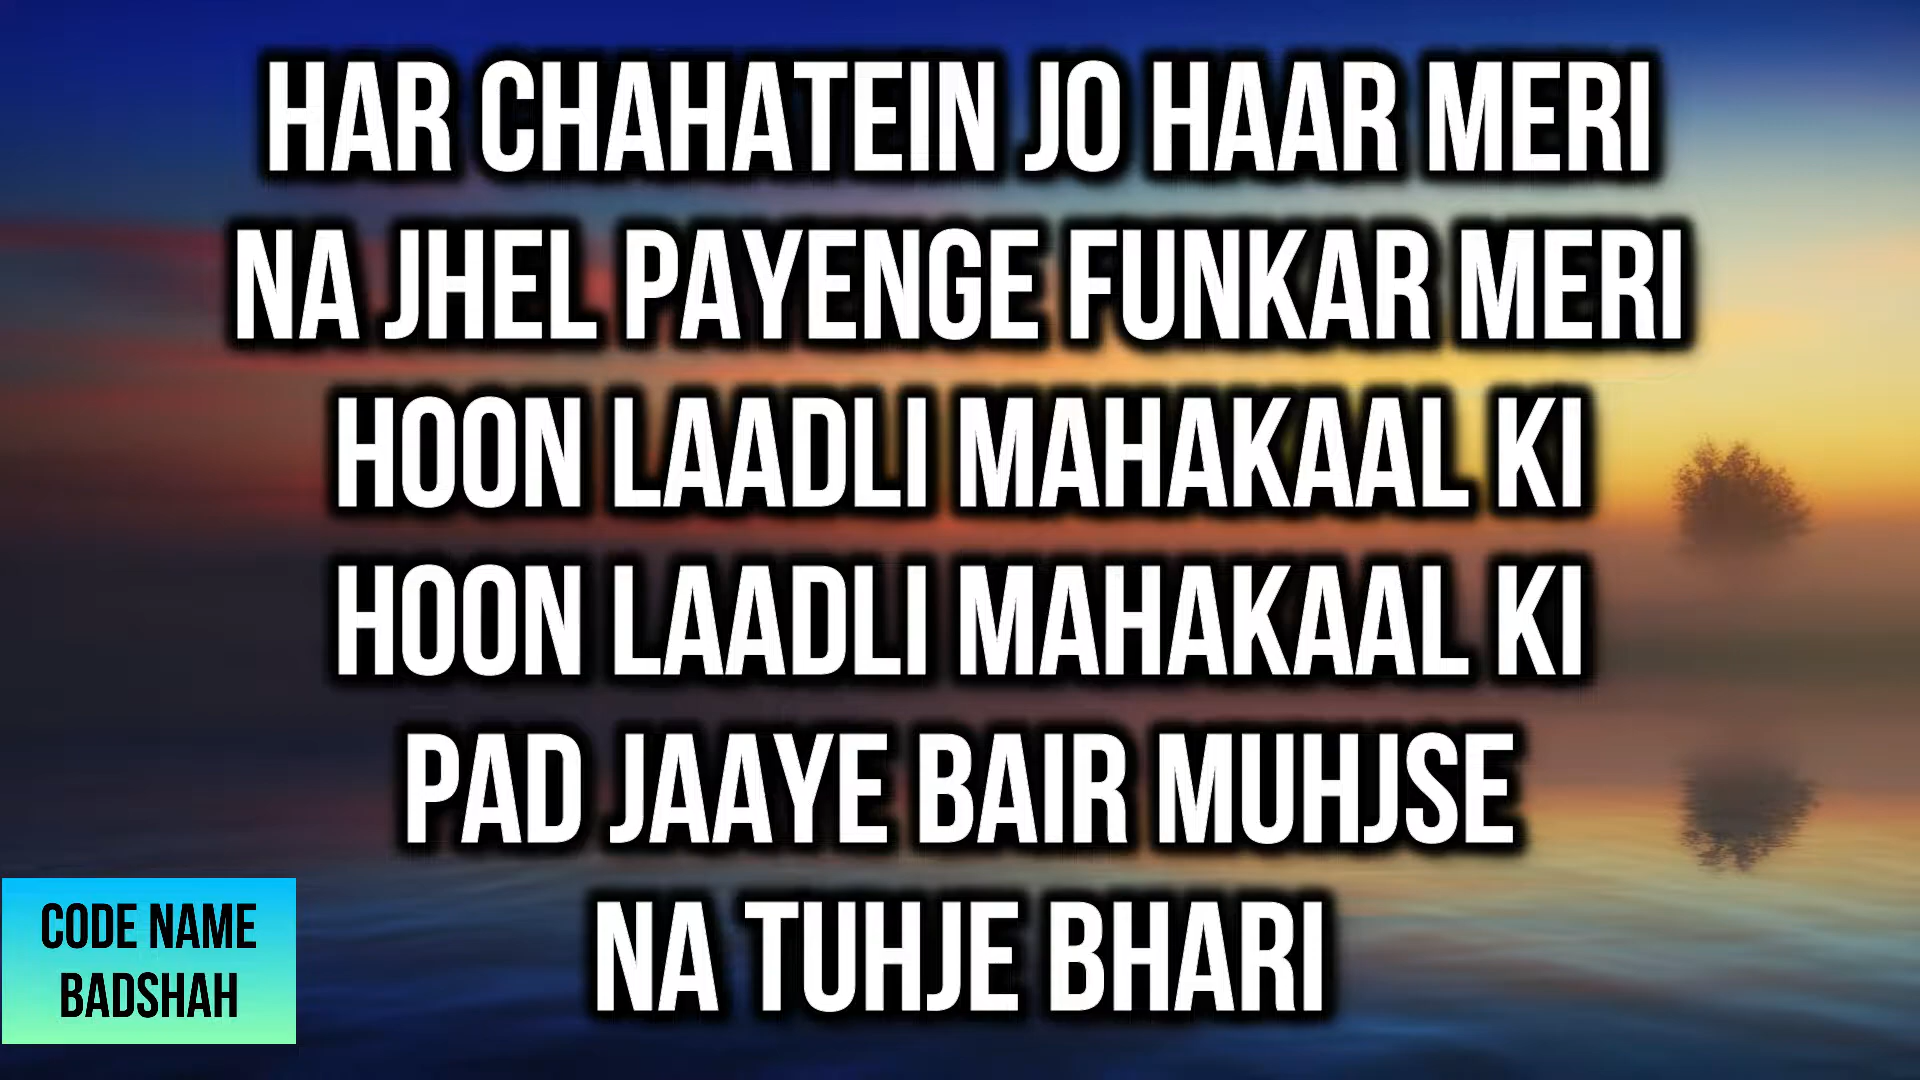 HAR CHAHATEIN JO HAAR MERI
NA JHEL PAYENGE FUNKAR MERI
HOON LAADLI MAHAKAAL KI
HOON LAADLI MAHAKAAL KI
PAD JAAYE BAIR MUHJSE
NA TUHJE BHARI
CODE NAME
BADSHAH